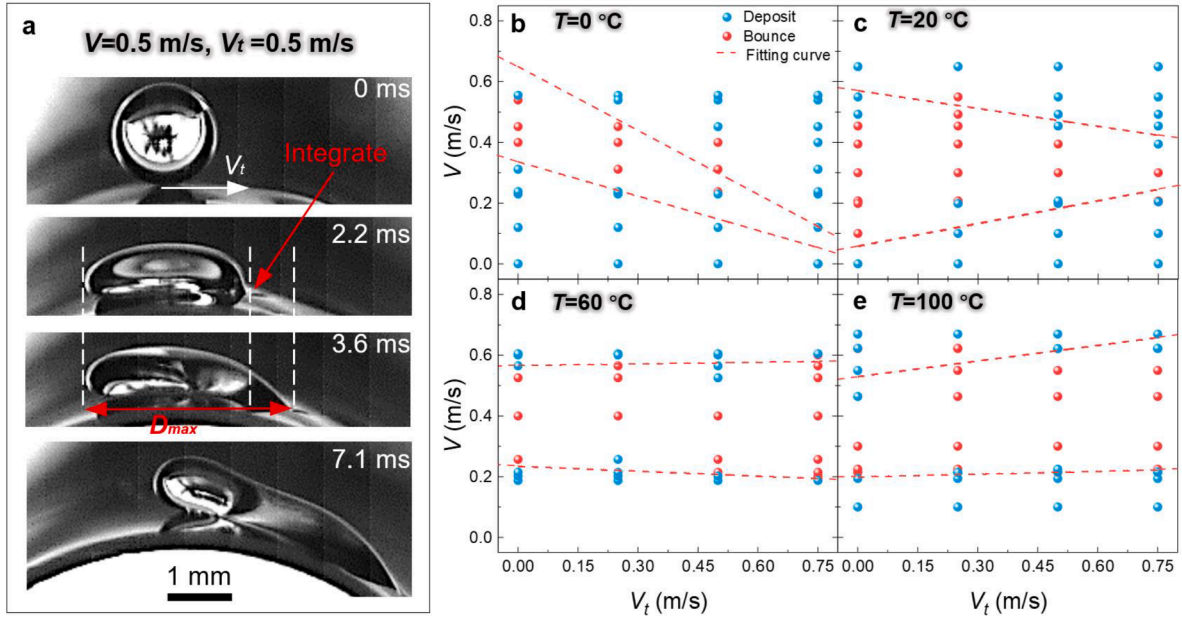 a
V=0.5 m/s, Vt =0.5 m/s
0 ms
Vt
Integrate
2.2 ms
3.6 ms
Dmax
7.1 ms
1 mm
b
T=0 °C
Deposit
Bounce
Fitting curve
0.8
0.6
0.4
0.2
0.0
V (m/s)
c
T=20 °C
d
T=60 °C
0.8
0.6
0.4
0.2
0.0
V (m/s)
0.00
0.15
0.30
0.45
0.60
0.75
Vt (m/s)
e
T=100 °C
0.00
0.15
0.30
0.45
0.60
0.75
Vt (m/s)